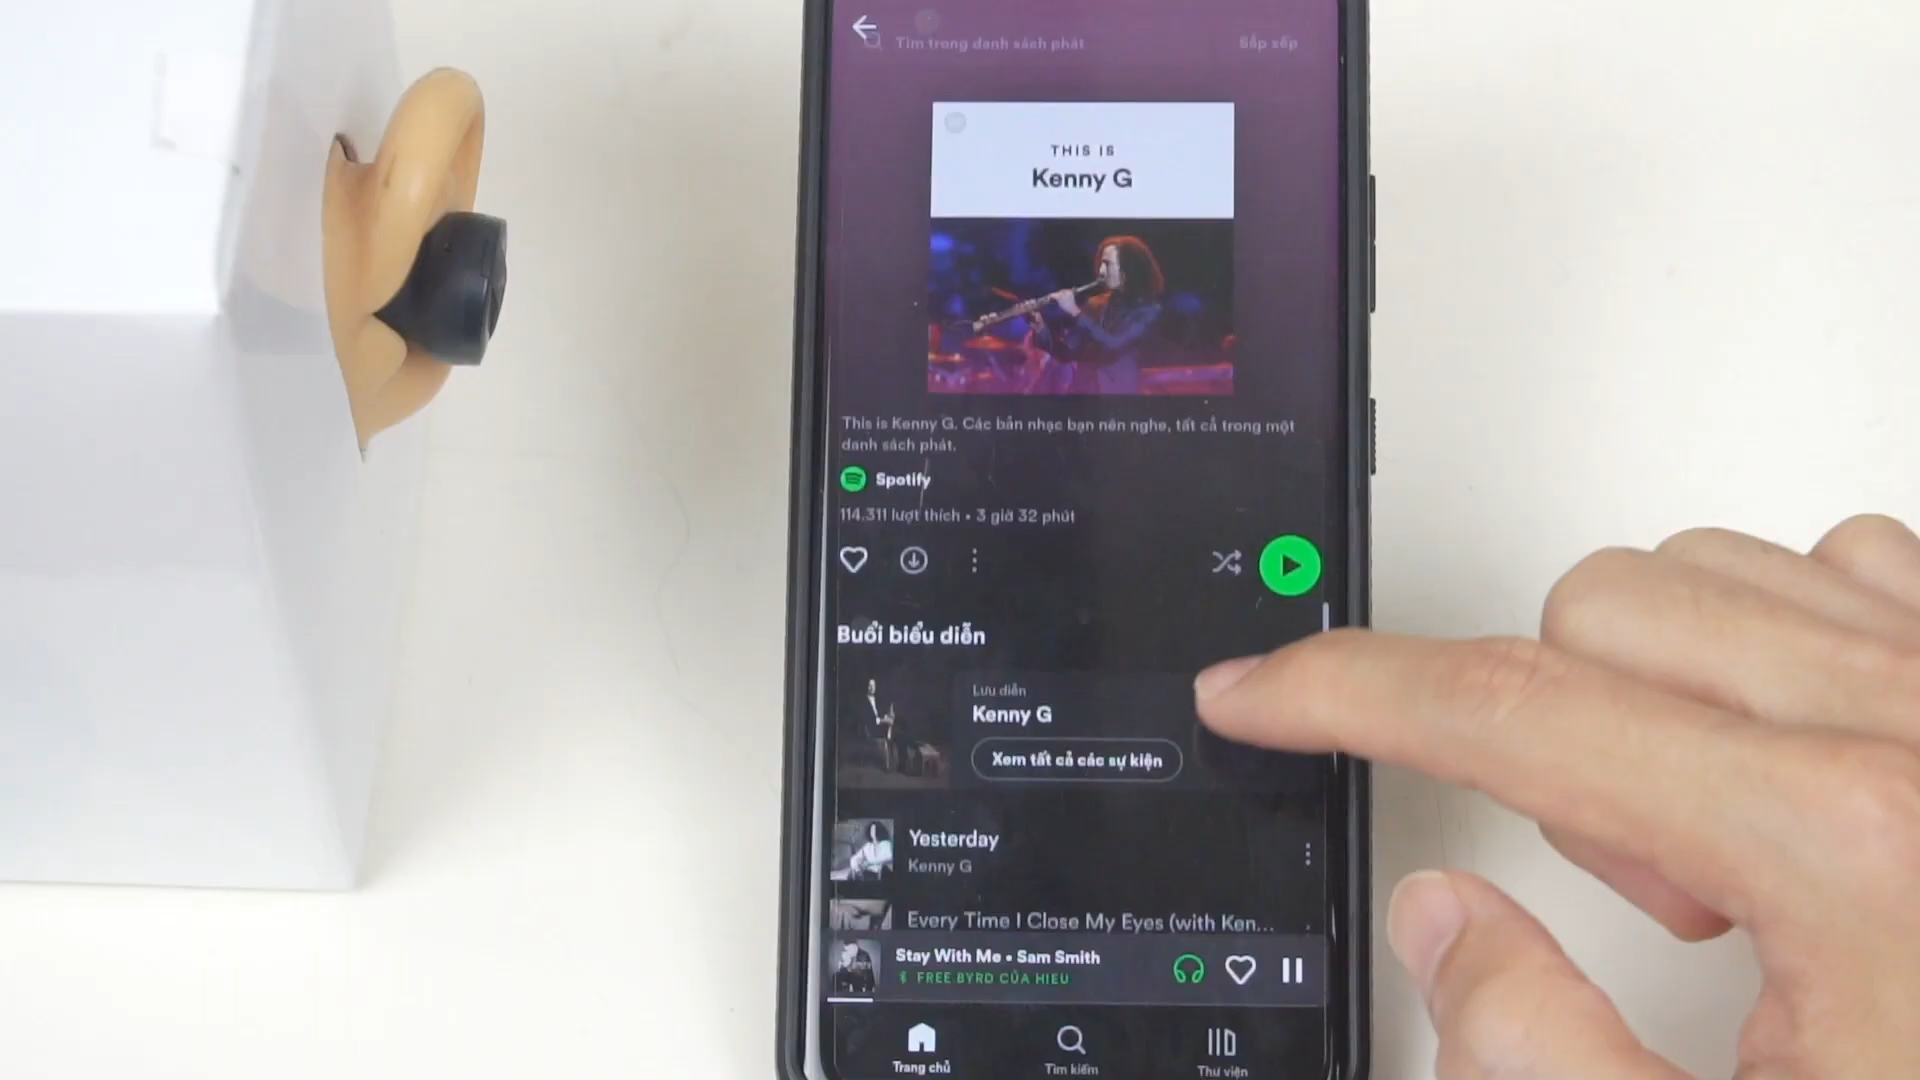 Tìm trong danh sách phát
Sắp xếp
THIS IS
Kenny G
This is Kenny G. Các bản nhạc bạn nên nghe, tất cả trong một
danh sách phát.
Spotify
114.311 lượt thích • 3 giờ 32 phút
Buổi biểu diễn
Lưu diễn
Kenny G
Xem tất cả các sự kiện
Yesterday
Kenny G
Every Time I Close My Eyes (with Ken...
Stay With Me • Sam Smith
FREE BYRD CỦA HIEU
Trang chủ
Tìm kiếm
Thư viện